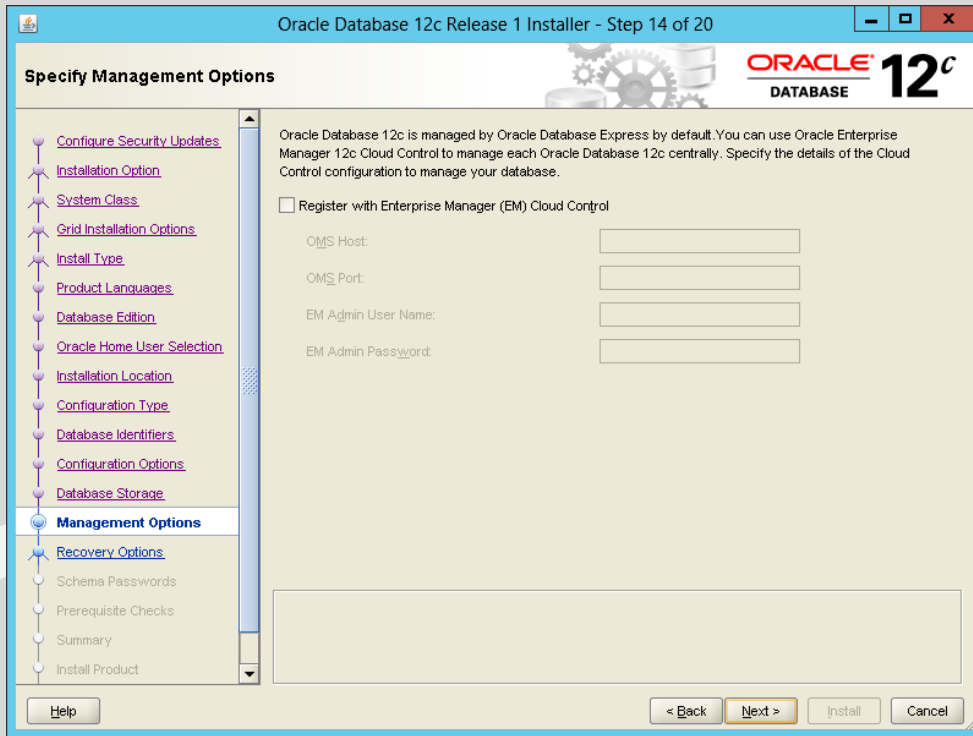 Oracle Database 12c Release 1 Installer - Step 14 of 20
Specify Management Options
ORACLE
DATABASE
12c
Configure Security Updates
Installation Option
System Class
Grid Installation Options
Install Type
Product Languages
Database Edition
Oracle Home User Selection
Installation Location
Configuration Type
Database Identifiers
Configuration Options
Database Storage
Management Options
Recovery Options
Schema Passwords
Prerequisite Checks
Summary
Install Product
Oracle Database 12c is managed by Oracle Database Express by default.You can use Oracle Enterprise
Manager 12c Cloud Control to manage each Oracle Database 12c centrally. Specify the details of the Cloud
Control configuration to manage your database.
Register with Enterprise Manager (EM) Cloud Control
OMS Host:
OMS Port:
EM Admin User Name:
EM Admin Password:
Help
< Back
Next >
Install
Cancel